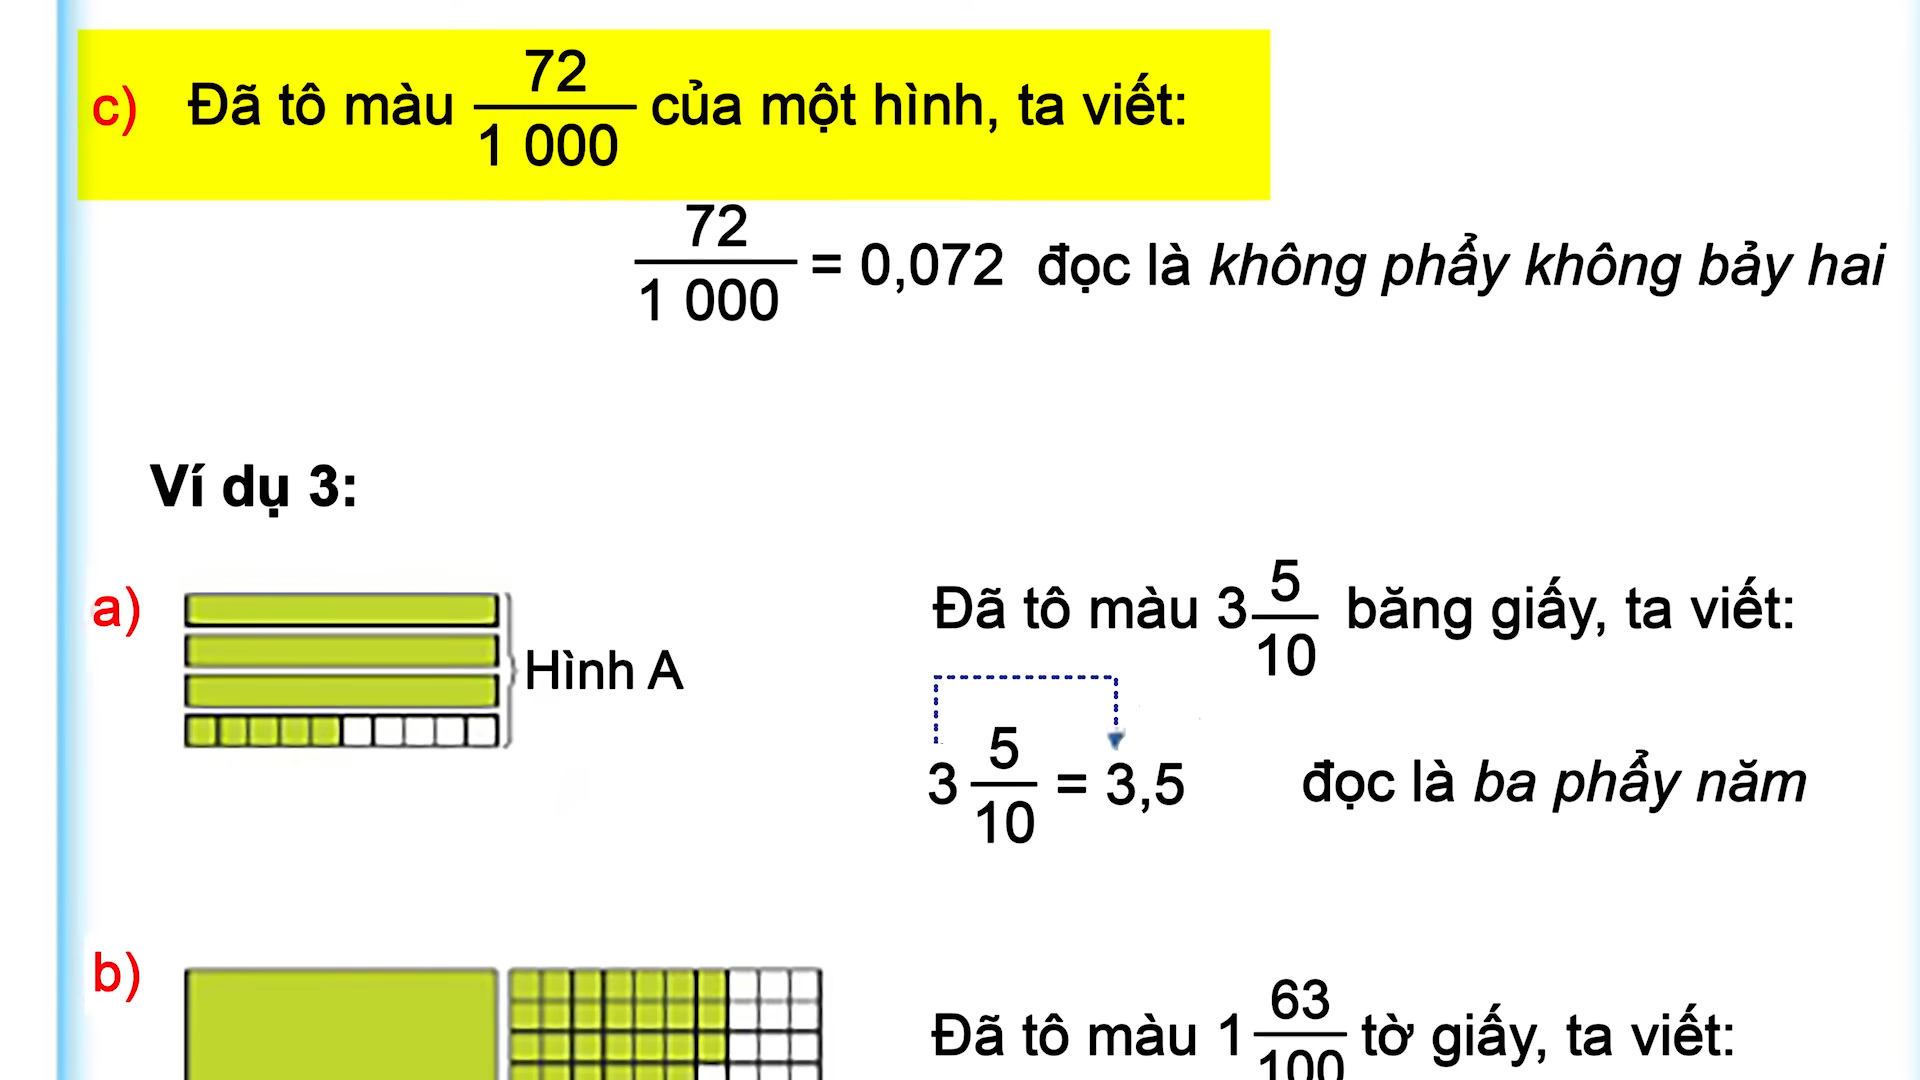 c) Đã tô màu 72/1 000 của một hình, ta viết:
72/1 000 = 0,072 đọc là không phẩy không bảy hai
Ví dụ 3:
a) Hình A Đã tô màu 3 5/10 băng giấy, ta viết:
3 5/10 = 3,5 đọc là ba phẩy năm
b) Đã tô màu 1 63/100 tờ giấy, ta viết: